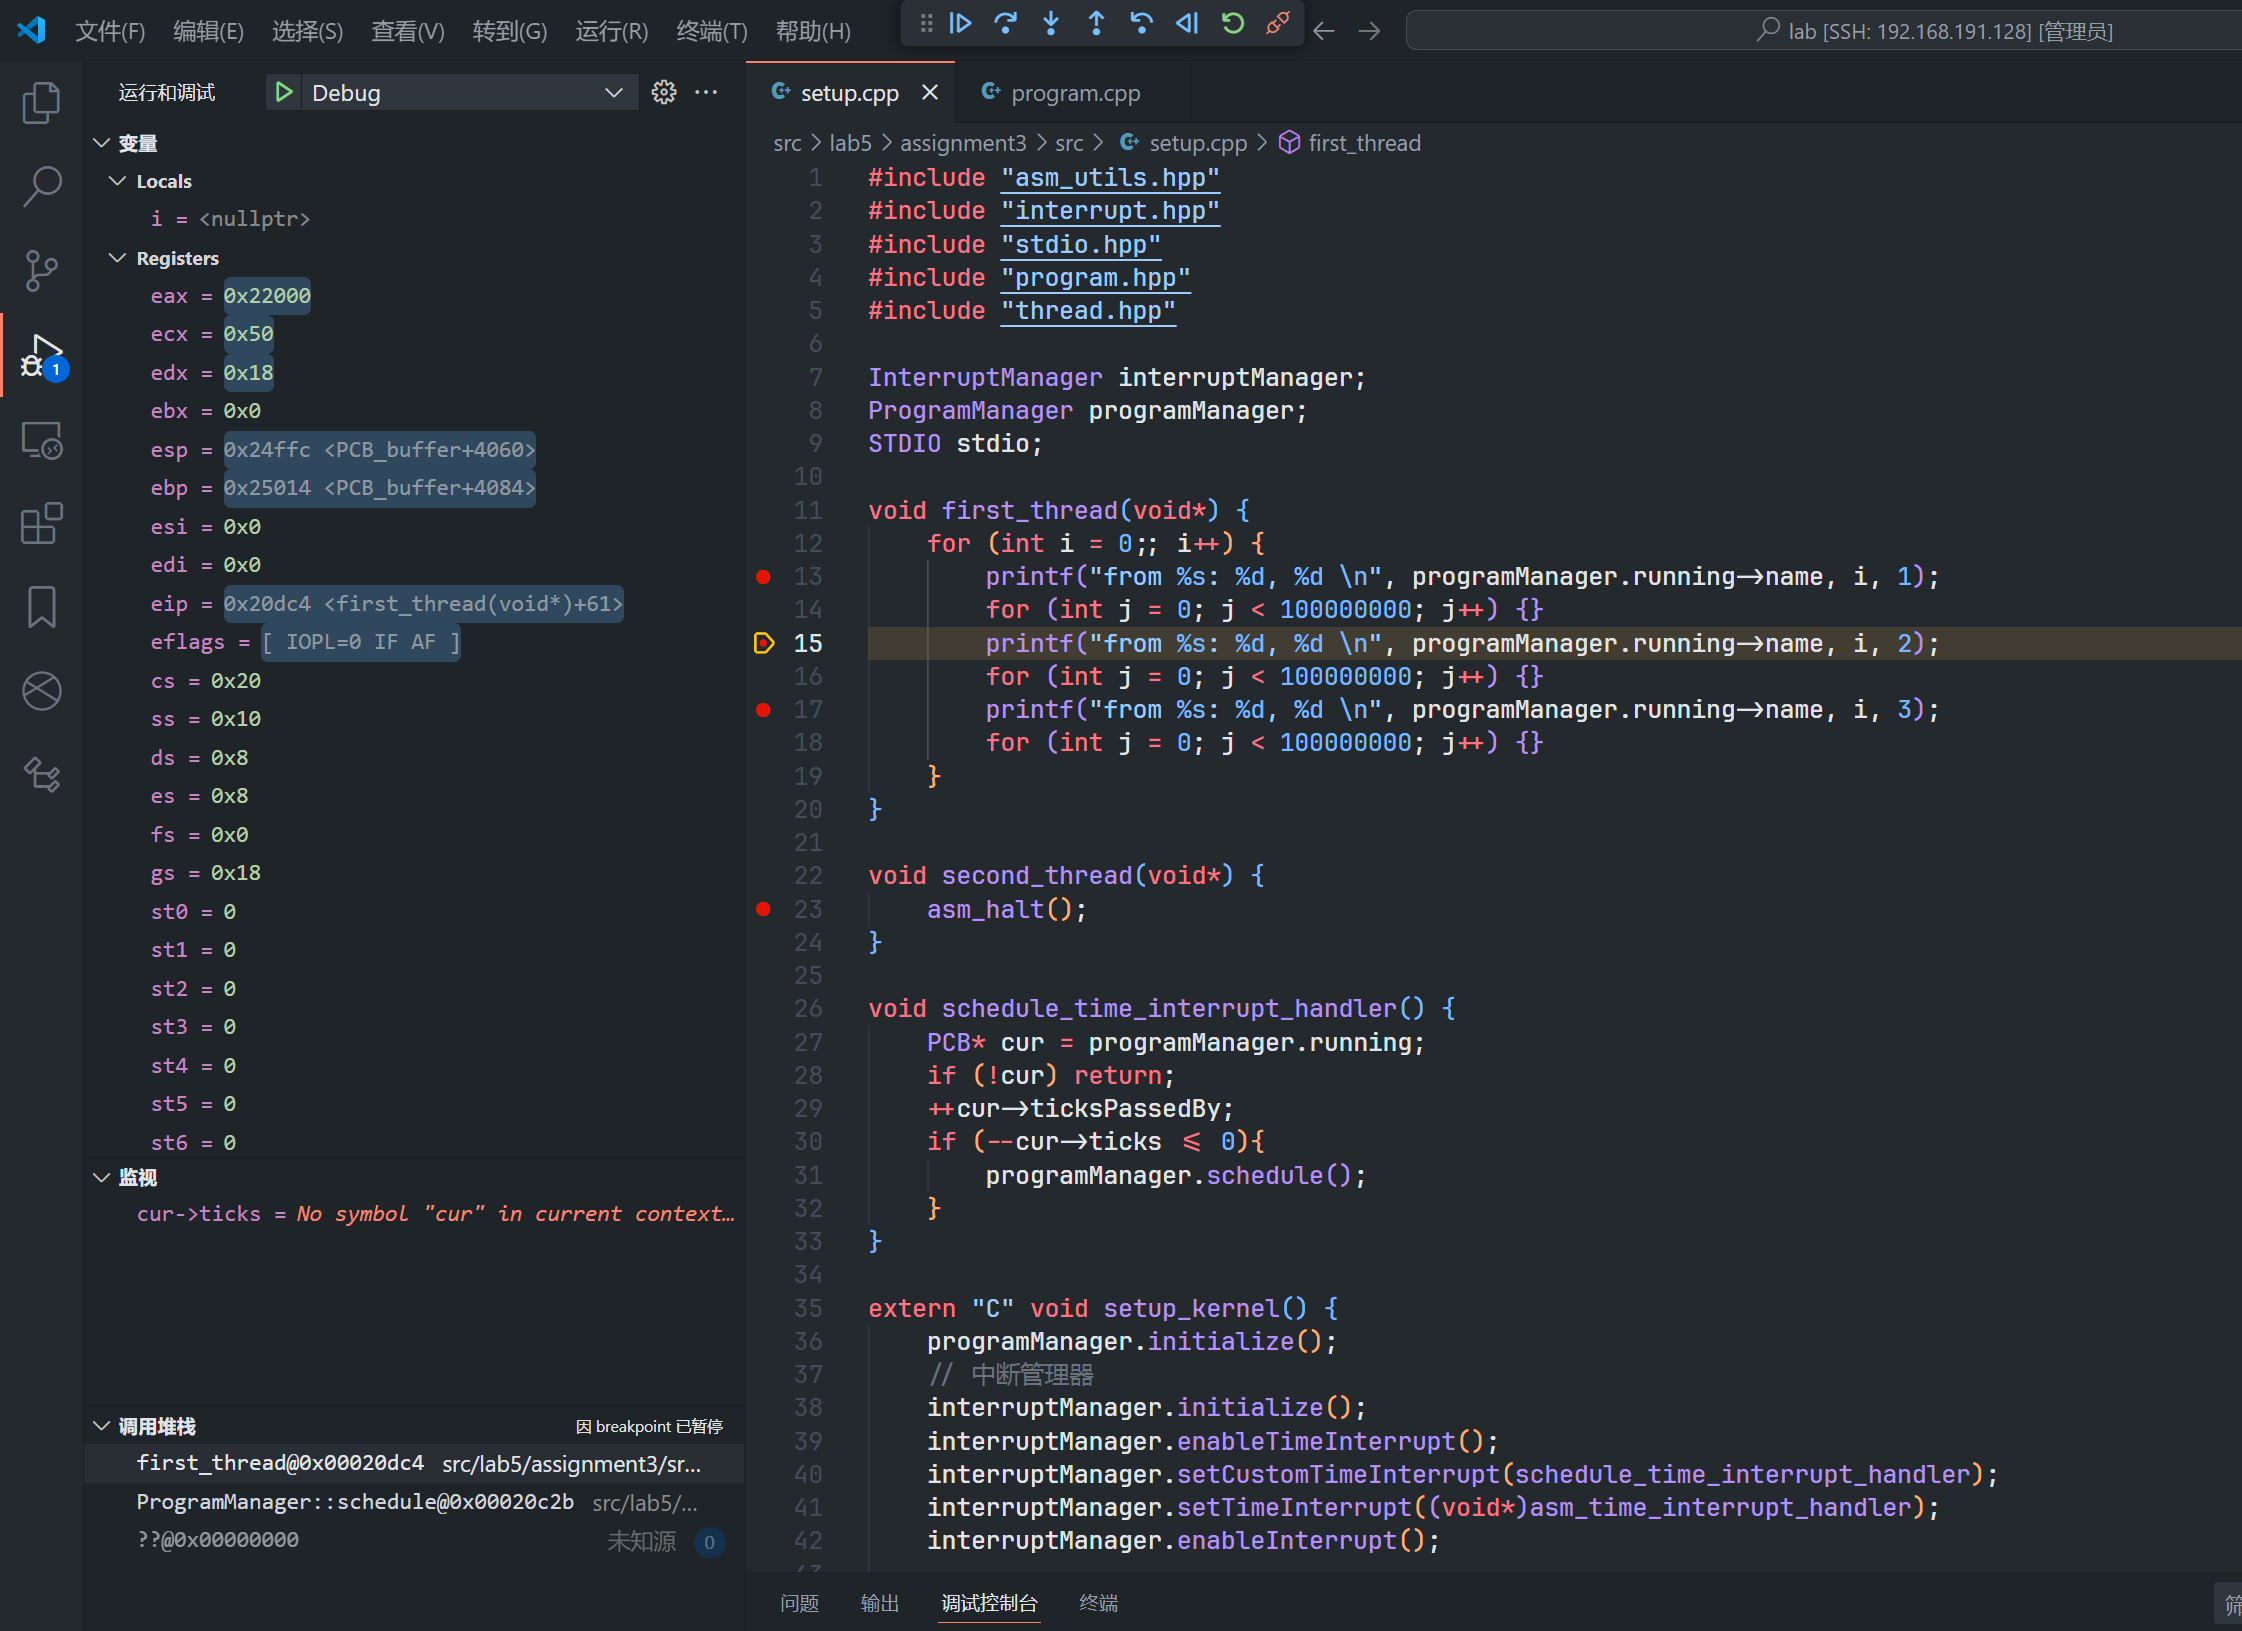 文件(F) 编辑(E) 选择(S) 查看(V) 转到(G) 运行(R) 终端(T) 帮助(H) lab [SSH: 192.168.191.128] [管理员]
运行和调试 Debug
变量
Locals
i = <nullptr>
Registers
eax = 0x22000
ecx = 0x50
edx = 0x18
ebx = 0x0
esp = 0x24ffc <PCB_buffer+4060>
ebp = 0x25014 <PCB_buffer+4084>
esi = 0x0
edi = 0x0
eip = 0x20dc4 <first_thread(void*)+61>
eflags = [ IOPL=0 IF AF ]
cs = 0x20
ss = 0x10
ds = 0x8
es = 0x8
fs = 0x0
gs = 0x18
st0 = 0
st1 = 0
st2 = 0
st3 = 0
st4 = 0
st5 = 0
st6 = 0
1
监视
cur->ticks = No symbol "cur" in current context…
调用堆栈 因 breakpoint 已暂停
first_thread@0x00020dc4 src/lab5/assignment3/sr...
ProgramManager::schedule@0x00020c2b src/lab5/...
??@0x00000000 未知源 0
setup.cpp program.cpp
src > lab5 > assignment3 > src > setup.cpp > first_thread
1 #include "asm_utils.hpp"
2 #include "interrupt.hpp"
3 #include "stdio.hpp"
4 #include "program.hpp"
5 #include "thread.hpp"
6
7 InterruptManager interruptManager;
8 ProgramManager programManager;
9 STDIO stdio;
10
11 void first_thread(void*) {
12 for (int i = 0;; i++) {
13 printf("from %s: %d, %d \n", programManager.running->name, i, 1);
14 for (int j = 0; j < 100000000; j++) {}
15 printf("from %s: %d, %d \n", programManager.running->name, i, 2);
16 for (int j = 0; j < 100000000; j++) {}
17 printf("from %s: %d, %d \n", programManager.running->name, i, 3);
18 for (int j = 0; j < 100000000; j++) {}
19 }
20 }
21
22 void second_thread(void*) {
23 asm_halt();
24 }
25
26 void schedule_time_interrupt_handler() {
27 PCB* cur = programManager.running;
28 if (!cur) return;
29 ++cur->ticksPassedBy;
30 if (--cur->ticks <= 0){
31 programManager.schedule();
32 }
33 }
34
35 extern "C" void setup_kernel() {
36 programManager.initialize();
37 // 中断管理器
38 interruptManager.initialize();
39 interruptManager.enableTimeInterrupt();
40 interruptManager.setCustomTimeInterrupt(schedule_time_interrupt_handler);
41 interruptManager.setTimeInterrupt((void*)asm_time_interrupt_handler);
42 interruptManager.enableInterrupt();
问题 输出 调试控制台 终端